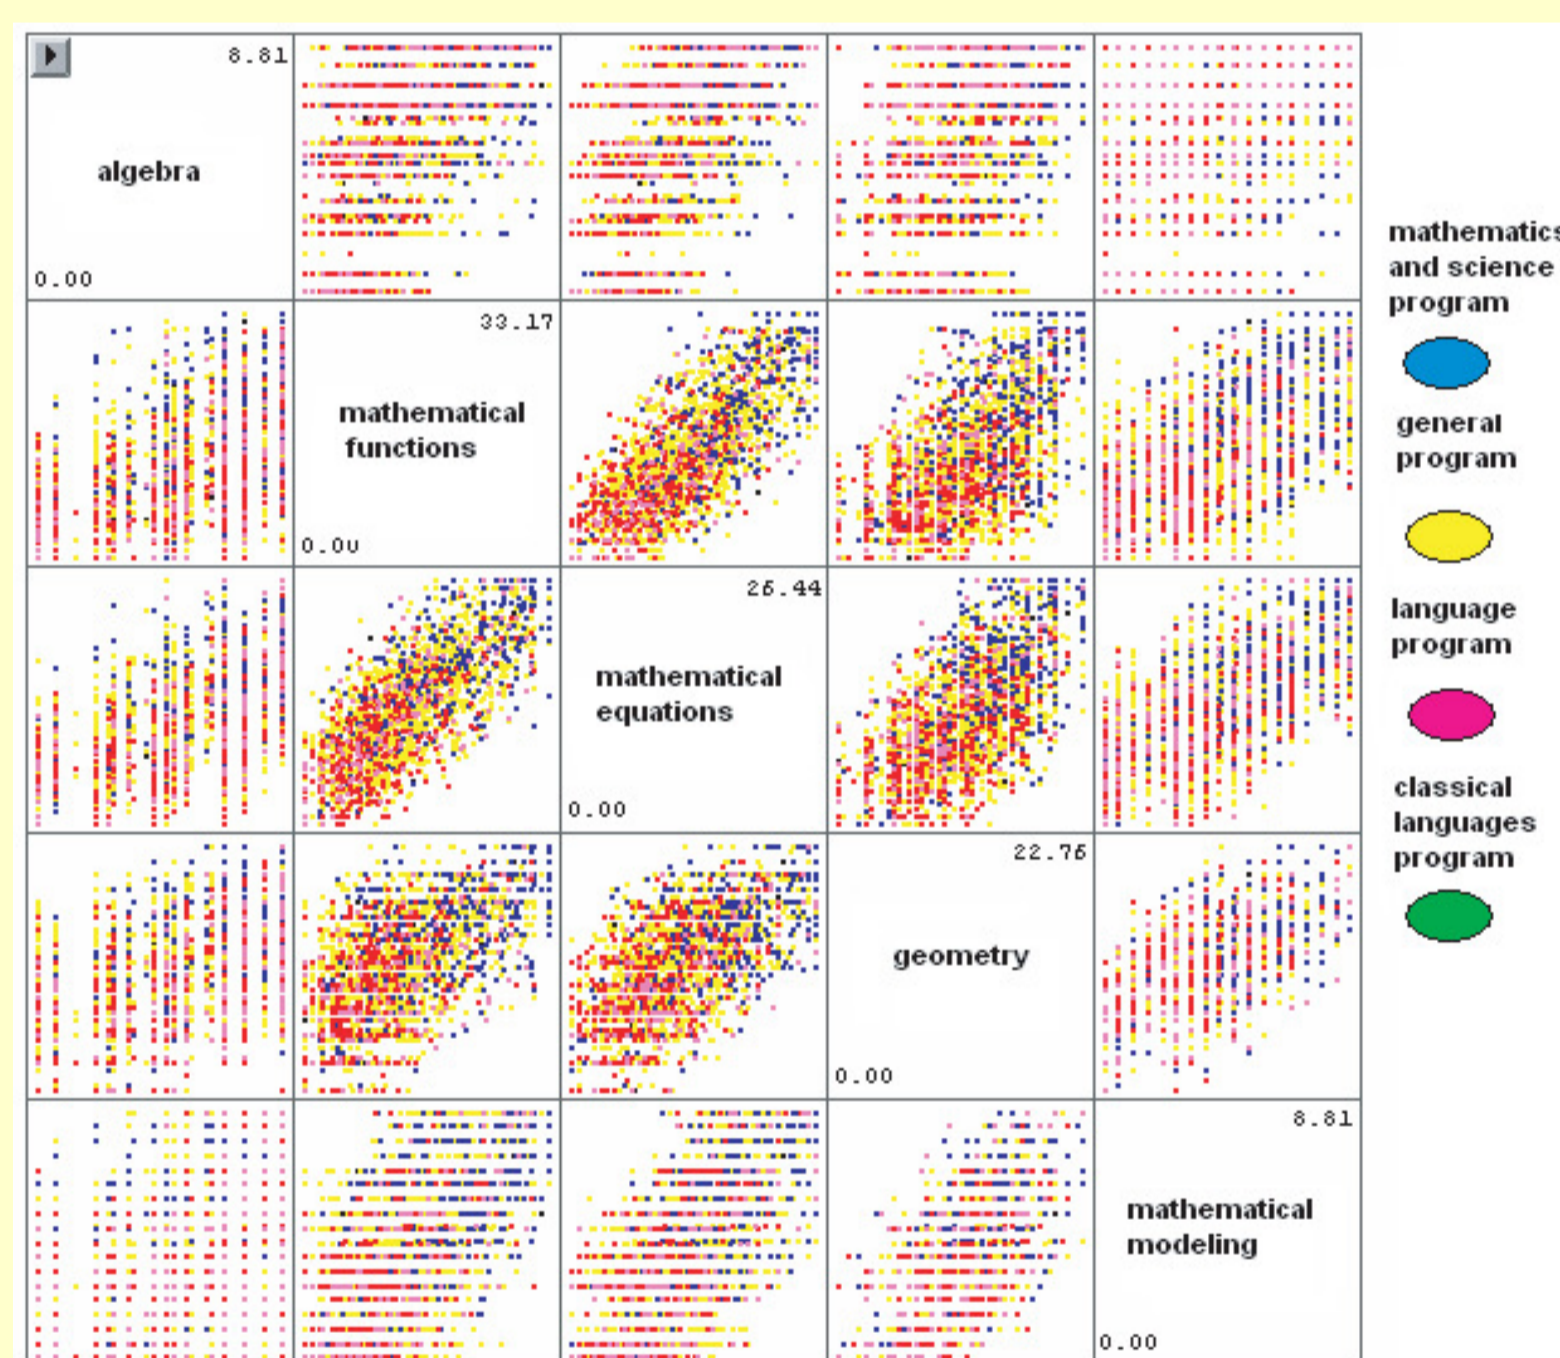 8.81
algebra
0.00
33.17
mathematical
functions
0.00
26.44
mathematical
equations
0.00
22.76
geometry
0.00
8.81
mathematical
modeling
0.00
mathematics
and science
program
general
program
language
program
classical
languages
program